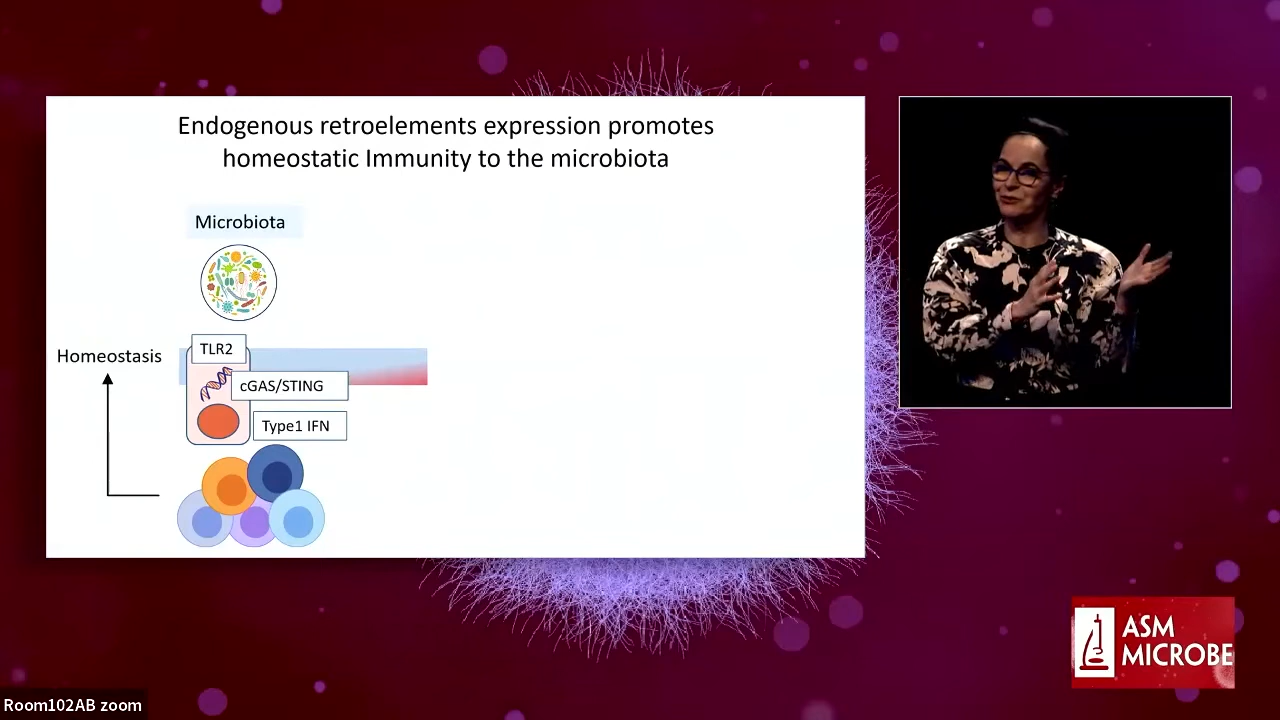 Endogenous retroelements expression promotes
homeostatic Immunity to the microbiota
Microbiota
Homeostasis
TLR2
cGAS/STING
Type1 IFN
ASM
MICROBE
Room102AB zoom